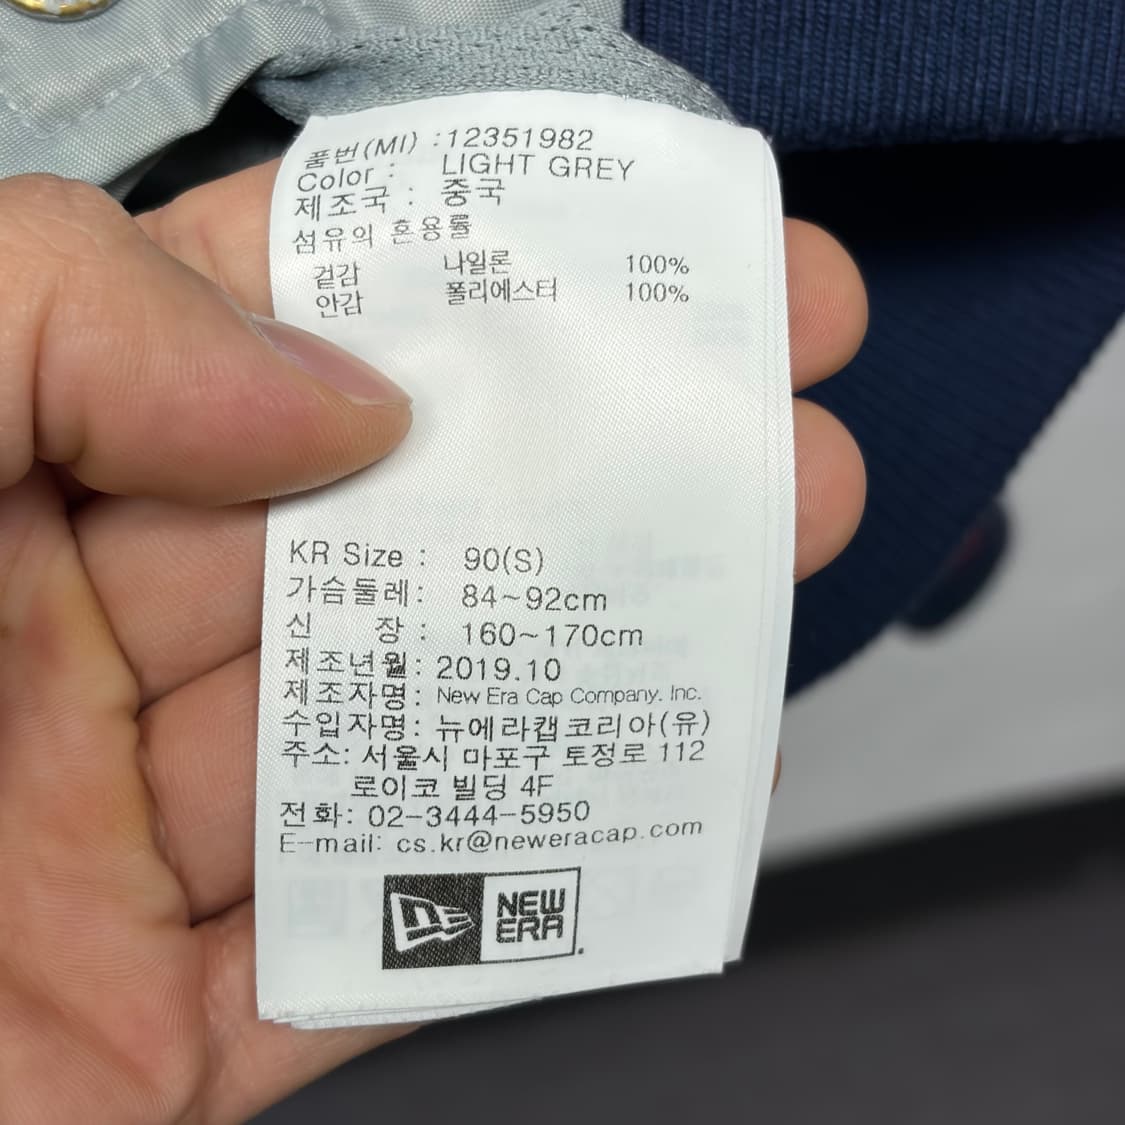 품번(MI) :12351982
Color : LIGHT GREY
제조국 : 중국
섬유의 혼용률
겉감 나일론 100%
안감 폴리에스터 100%
KR Size : 90(S)
가슴둘레: 84~92cm
신 장 : 160~170cm
제조년월: 2019.10
제조자명: New Era Cap Company. Inc.
수입자명: 뉴에라캡코리아(유)
주소: 서울시 마포구 토정로 112
로이코 빌딩 4F
전화: 02-3444-5950
E-mail: cs.kr@neweracap.com
NEW
ERA